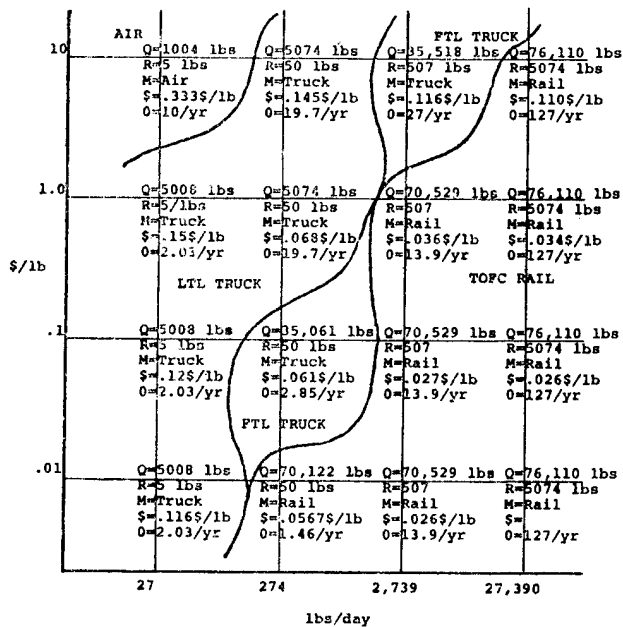 AIR FTL TRUCK
10 Q=1004 lbs Q=5074 lbs Q=35,518 lbs Q=76,110 lbs
R=5 lbs R=50 lbs R=507 lbs R=5074 lbs
M=Air M=Truck M=Truck M=Rail
$=.333$/lb $=.145$/lb $=.116$/lb $=.110$/lb
O=10/yr O=19.7/yr O=27/yr O=127/yr
1.0 Q=5008 lbs Q=5074 lbs Q=70,529 lbs Q=76,110 lbs
R=5/lbs R=50 lbs R=507 R=5074 lbs
M=Truck M=Truck M=Rail M=Rail
$=.15$/lb $=.068$/lb $=.036$/lb $=.034$/lb
O=2.03/yr O=19.7/yr O=13.9/yr O=127/yr
$/lb
LTL TRUCK TOFC RAIL
.1 Q=5008 lbs Q=35,061 lbs Q=70,529 lbs Q=76,110 lbs
R=5 lbs R=50 lbs R=507 R=5074 lbs
M=Truck M=Truck M=Rail M=Rail
$=.12$/lb $=.061$/lb $=.027$/lb $=.026$/lb
O=2.03/yr O=2.85/yr O=13.9/yr O=127/yr
FTL TRUCK
.01 Q=5008 lbs Q=70,122 lbs Q=70,529 lbs Q=76,110
R=5 lbs R=50 lbs R=507 R=5074 lbs
M=Truck M=Rail M=Rail M=Rail
$=.116$/lb $=.0567$/lb $=.026$/lb $=
O=2.03/yr O=1.46/yr O=13.9/yr O=127/yr
27 274 2,739 27,390
lbs/day